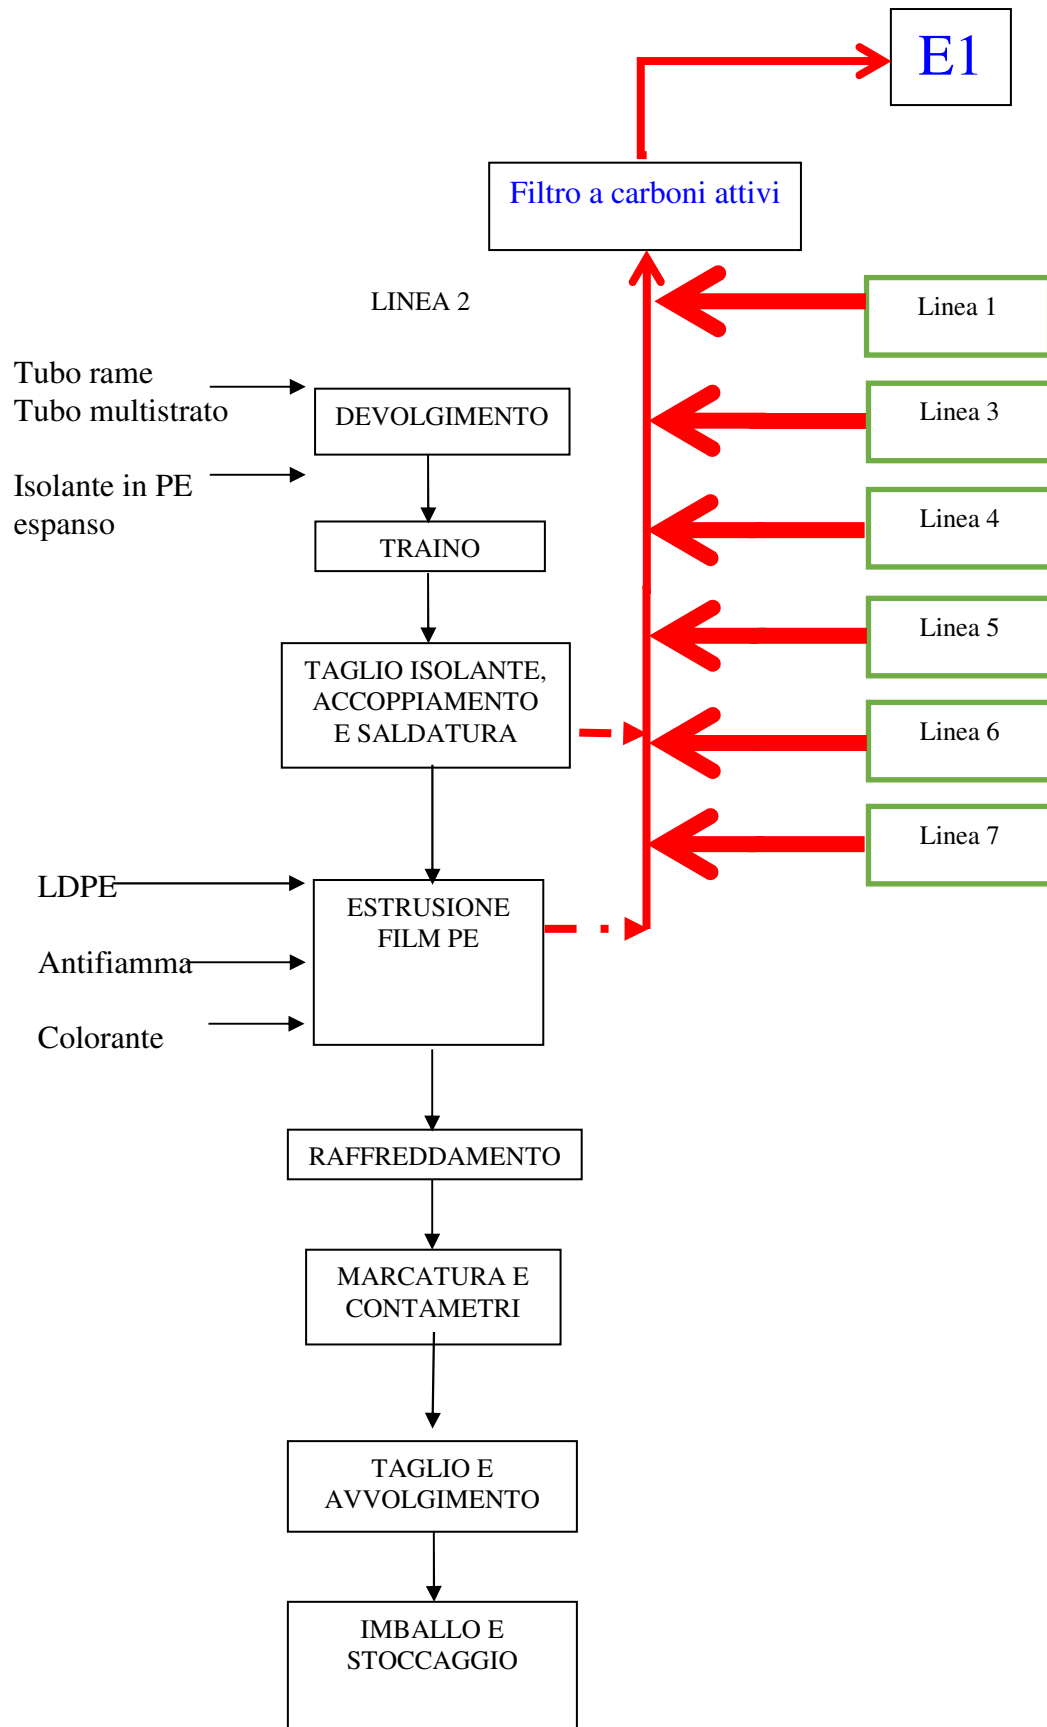 E1
Filtro a carboni attivi
LINEA 2
Linea 1
Tubo rame
Tubo multistrato
DEVOLGIMENTO
Linea 3
Isolante in PE
espanso
TRAINO
Linea 4
TAGLIO ISOLANTE,
ACCOPPIAMENTO
E SALDATURA
Linea 5
Linea 6
Linea 7
LDPE
Antifiamma
Colorante
ESTRUSIONE
FILM PE
RAFFREDDAMENTO
MARCATURA E
CONTAMETRI
TAGLIO E
AVVOLGIMENTO
IMBALLO E
STOCCAGGIO